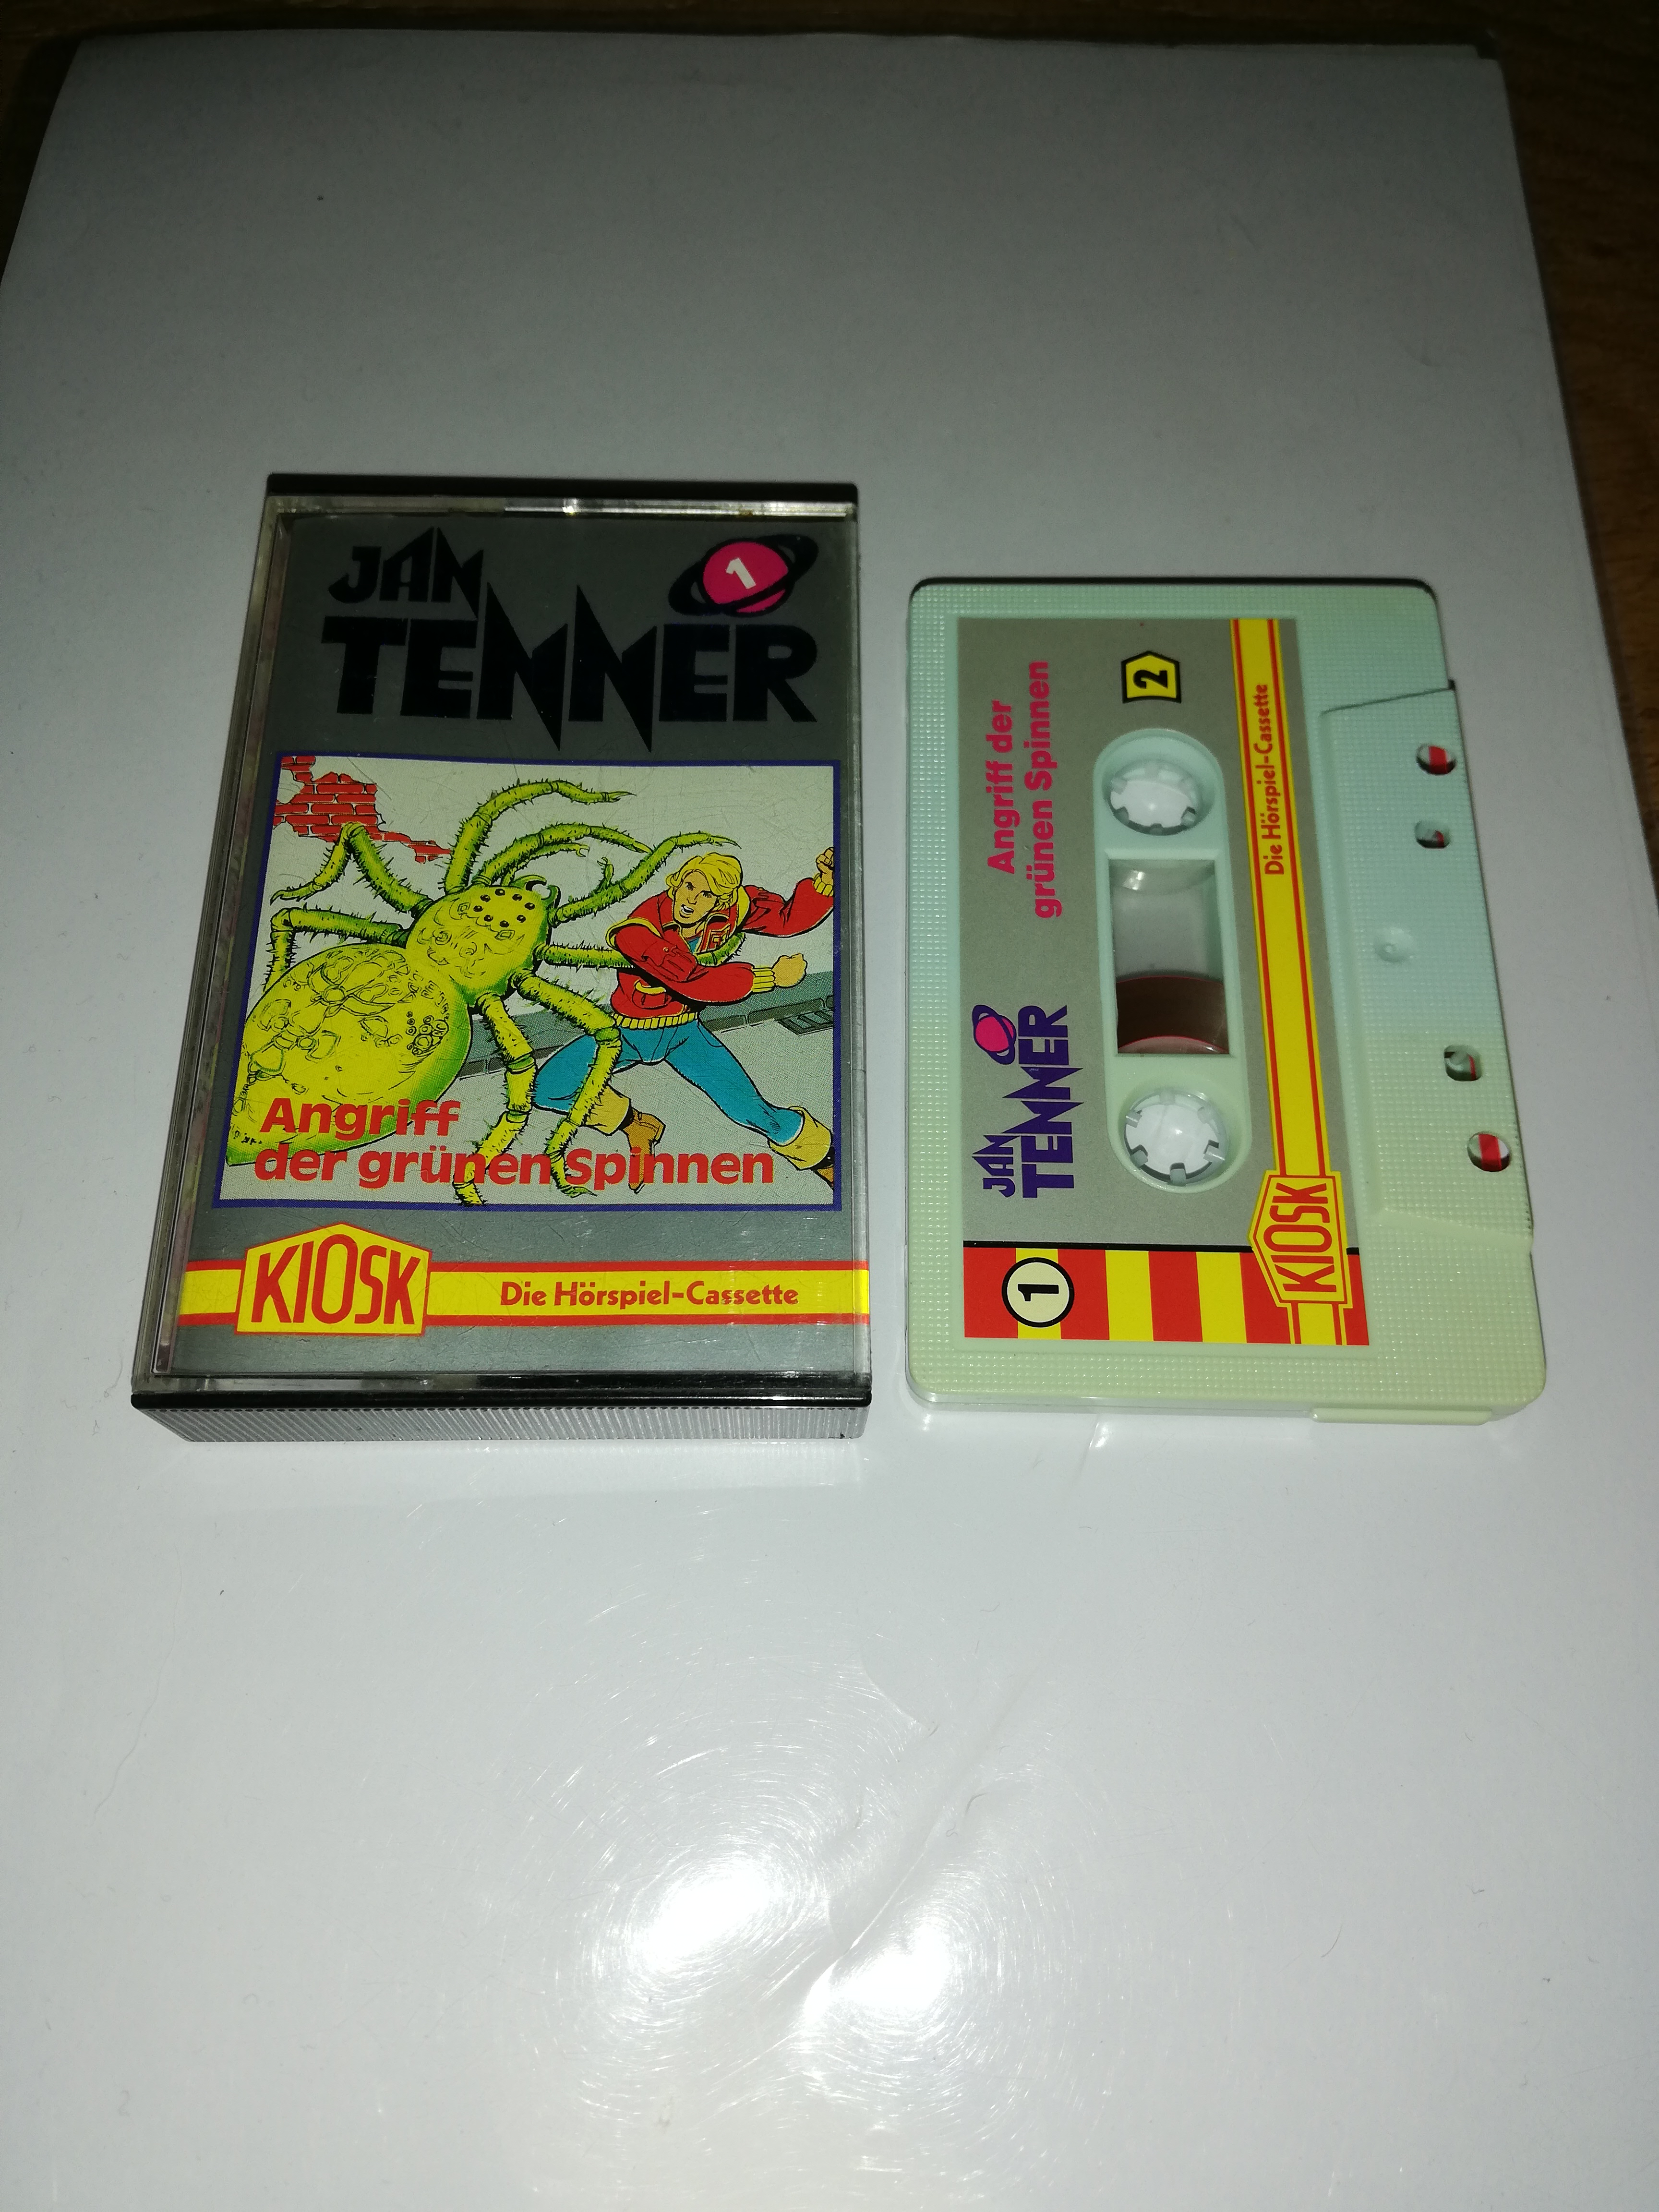 JAN
TENNER
1
Angriff
der grünen Spinnen
KIOSK
Die Hörspiel-Cassette
Angriff der
grünen Spinnen
JAN
TENNER
2
Die Hörspiel-Cassette
KIOSK
1